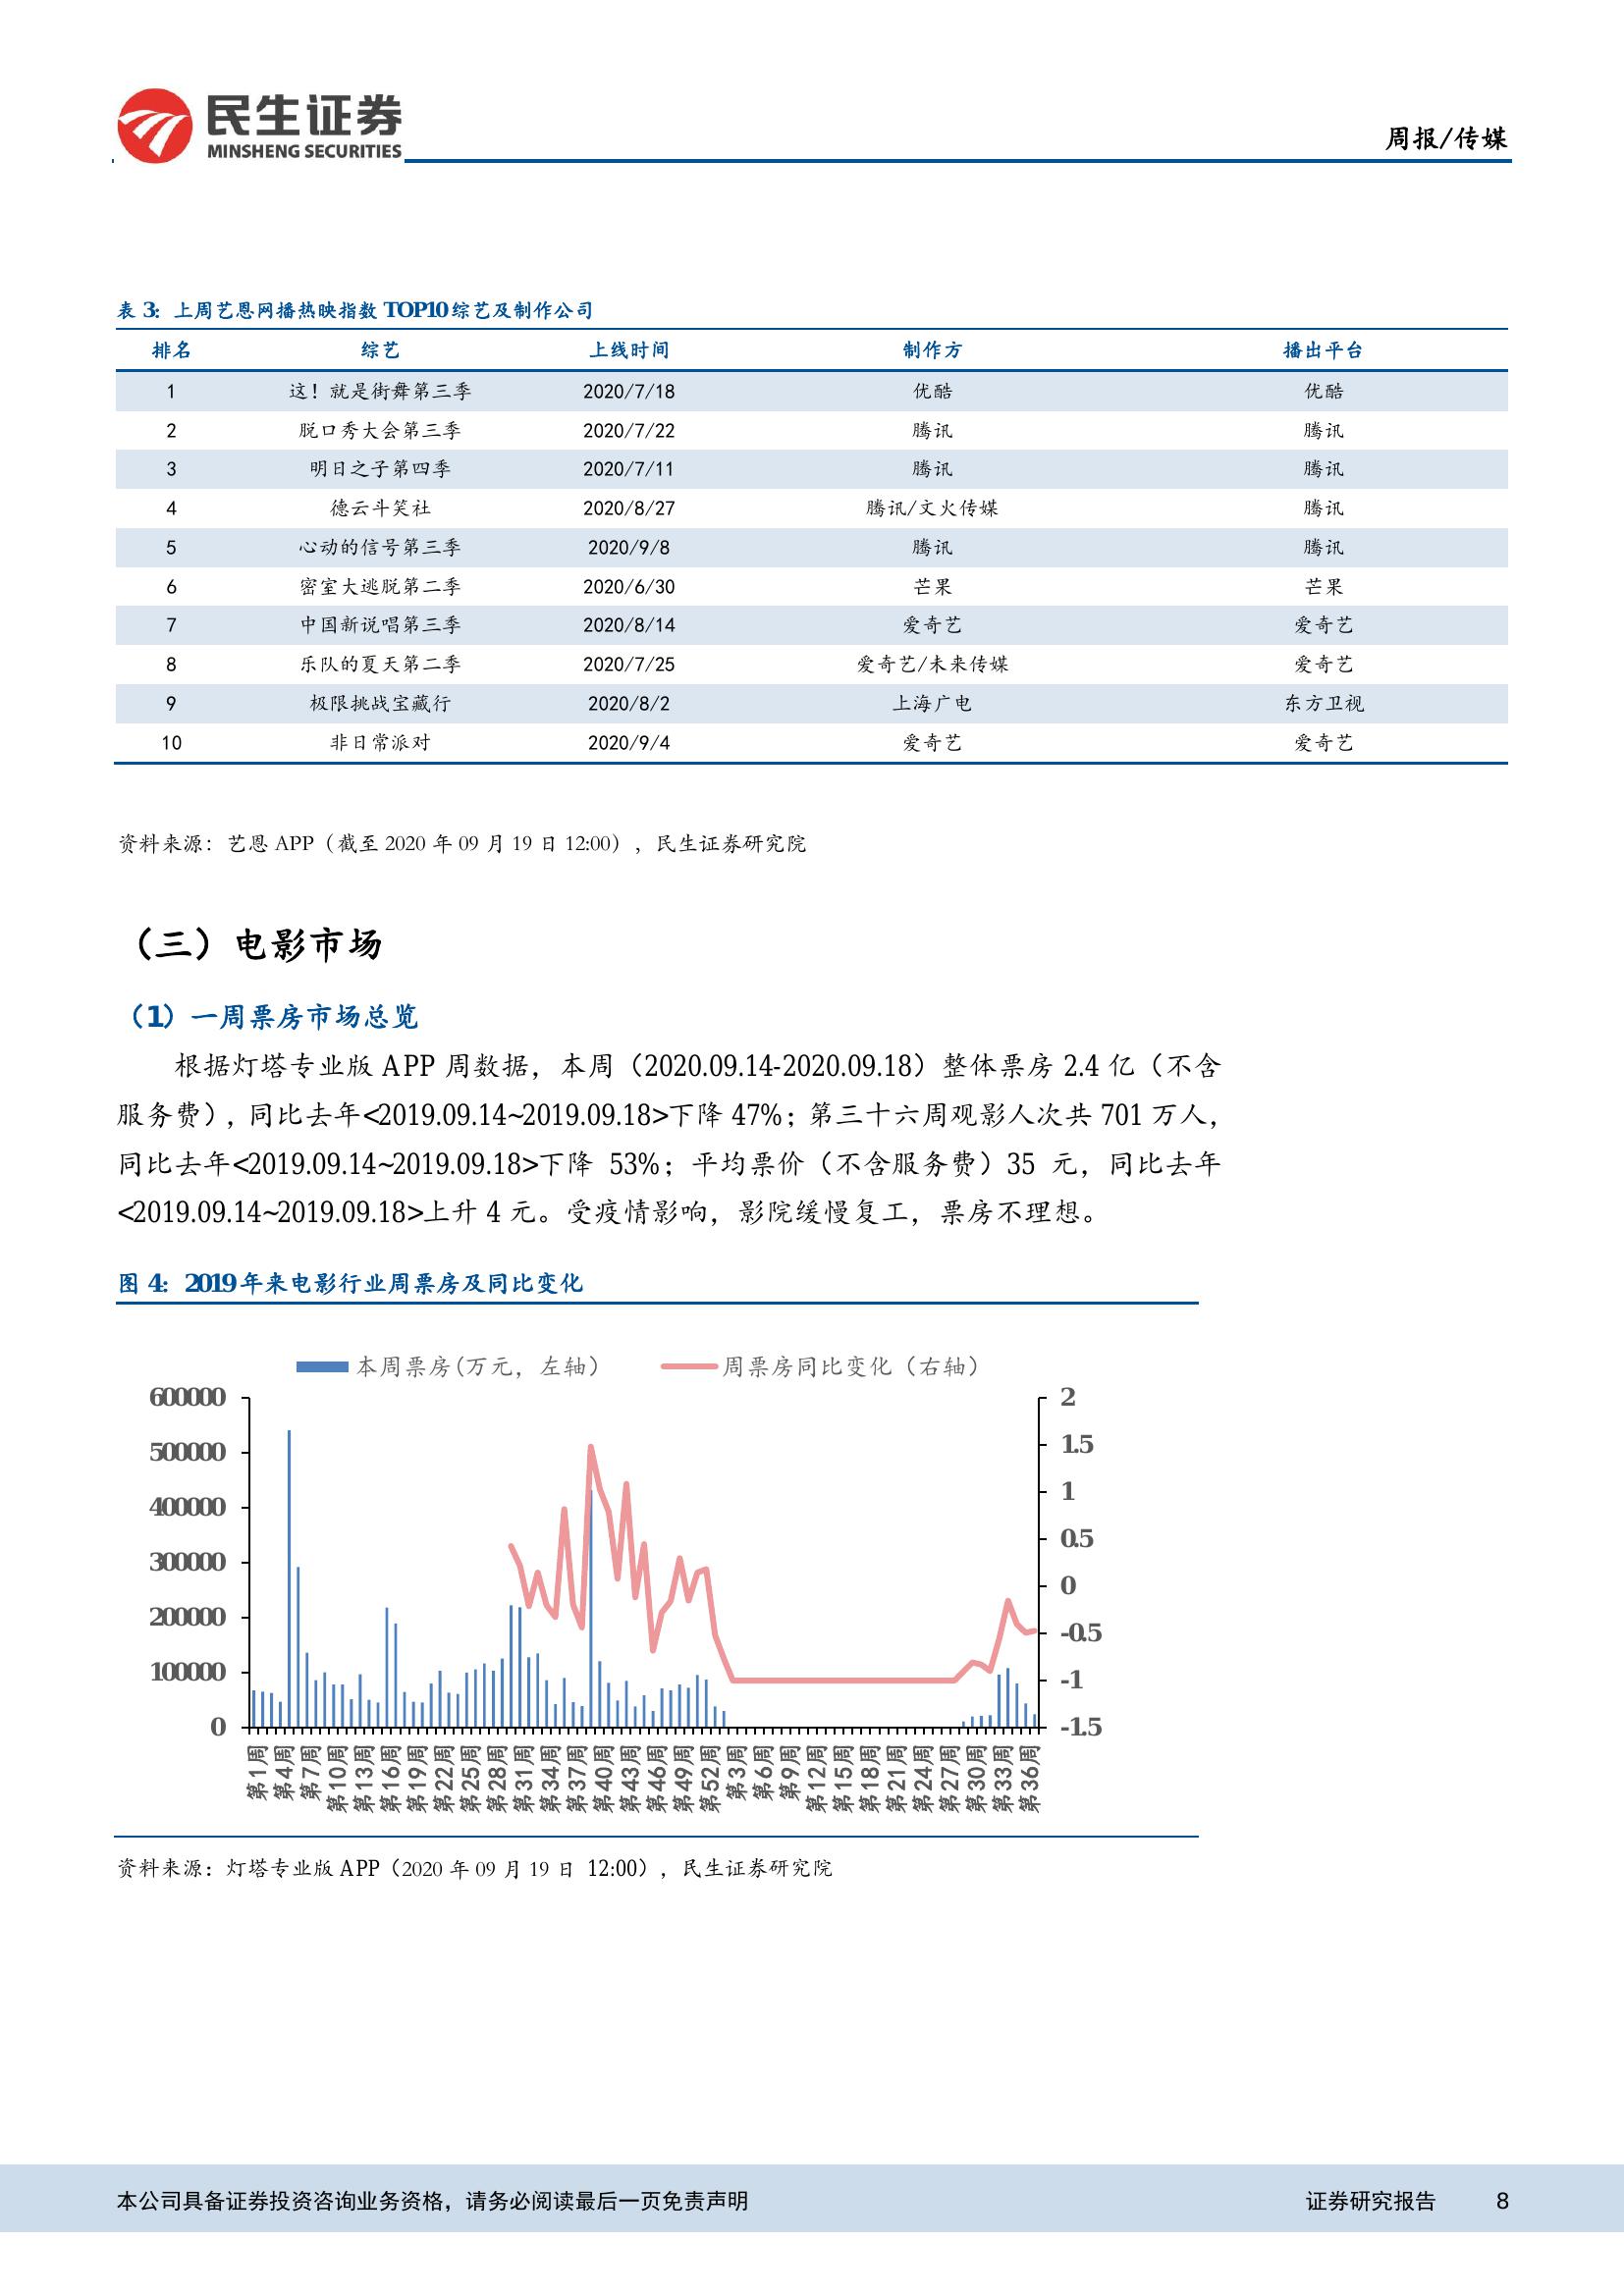 民生证券
MINSHENG SECURITIES
周报/传媒
表 3：上周艺恩网播热映指数 TOP10 综艺及制作公司
排名 综艺 上线时间 制作方 播出平台
1 这！就是街舞第三季 2020/7/18 优酷 优酷
2 脱口秀大会第三季 2020/7/22 腾讯 腾讯
3 明日之子第四季 2020/7/11 腾讯 腾讯
4 德云斗笑社 2020/8/27 腾讯/文火传媒 腾讯
5 心动的信号第三季 2020/9/8 腾讯 腾讯
6 密室大逃脱第二季 2020/6/30 芒果 芒果
7 中国新说唱第三季 2020/8/14 爱奇艺 爱奇艺
8 乐队的夏天第二季 2020/7/25 爱奇艺/未来传媒 爱奇艺
9 极限挑战宝藏行 2020/8/2 上海广电 东方卫视
10 非日常派对 2020/9/4 爱奇艺 爱奇艺
资料来源：艺恩 APP（截至 2020 年 09 月 19 日 12:00），民生证券研究院
（三）电影市场
（1）一周票房市场总览
根据灯塔专业版 APP 周数据，本周（2020.09.14-2020.09.18）整体票房 2.4 亿（不含
服务费），同比去年<2019.09.14~2019.09.18>下降 47%；第三十六周观影人次共 701 万人，
同比去年<2019.09.14~2019.09.18>下降 53%；平均票价（不含服务费）35 元，同比去年
<2019.09.14~2019.09.18>上升 4 元。受疫情影响，影院缓慢复工，票房不理想。
图 4：2019 年来电影行业周票房及同比变化
本周票房(万元，左轴） 周票房同比变化（右轴）
600000 2
500000 1.5
400000 1
300000 0.5
200000 0
100000 -0.5
0 -1
-1.5
第1周 第4周 第7周 第10周 第13周 第16周 第19周 第22周 第25周 第28周 第31周 第34周 第37周 第40周 第43周 第46周 第49周 第52周 第3周 第6周 第9周 第12周 第15周 第18周 第21周 第24周 第27周 第30周 第33周 第36周
资料来源：灯塔专业版 APP（2020 年 09 月 19 日 12:00），民生证券研究院
本公司具备证券投资咨询业务资格，请务必阅读最后一页免责声明 证券研究报告 8